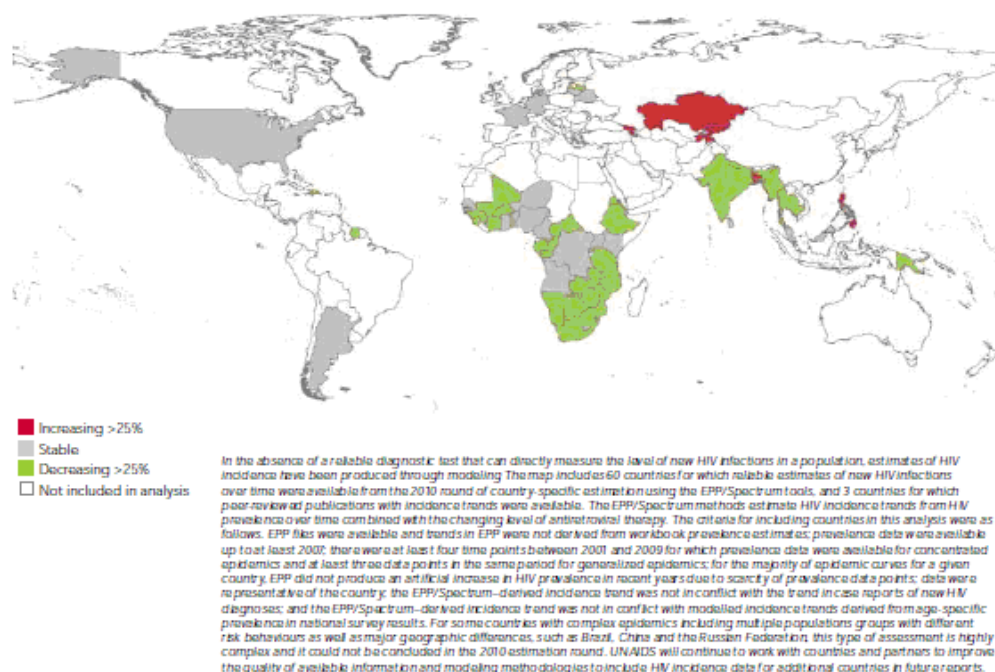 Increasing >25%
Stable
Decreasing >25%
Not included in analysis
In the absence of a reliable diagnostic test that can directly measure the level of new HIV infections in a population, estimates of HIV
incidence have been produced through modeling The map includes 60 countries for which reliable estimates of new HIV infections
over time were available from the 2010 round of country-specific estimation using the EPP/Spectrum tools, and 3 countries for which
peer-reviewed publications with incidence trends were available. The EPP/Spectrum methods estimate HIV incidence trends from HIV
prevalence over time combined with the changing level of antiretroviral therapy. The criteria for including countries in this analysis were as
follows. EPP files were available and trends in EPP were not derived from workbook prevalence estimates; prevalence data were available
up to at least 2007; there were at least four time points between 2001 and 2009 for which prevalence data were available for concentrated
epidemics and at least three data points in the same period for generalized epidemics; for the majority of epidemic curves for a given
country, EPP did not produce an artificial increase in HIV prevalence in recent years due to scarcity of prevalence data points; data were
representative of the country; the EPP/Spectrum–derived incidence trend was not in conflict with the trend in case reports of new HIV
diagnoses; and the EPP/Spectrum–derived incidence trend was not in conflict with modelled incidence trends derived from age-specific
prevalence in national survey results. For some countries with complex epidemics including multiple populations groups with different
risk behaviours as well as major geographic differences, such as Brazil, China and the Russian Federation, this type of assessment is highly
complex and it could not be concluded in the 2010 estimation round. UNAIDS will continue to work with countries and partners to improve
the quality of available information and modeling methodologies to include HIV incidence data for additional countries in future reports.